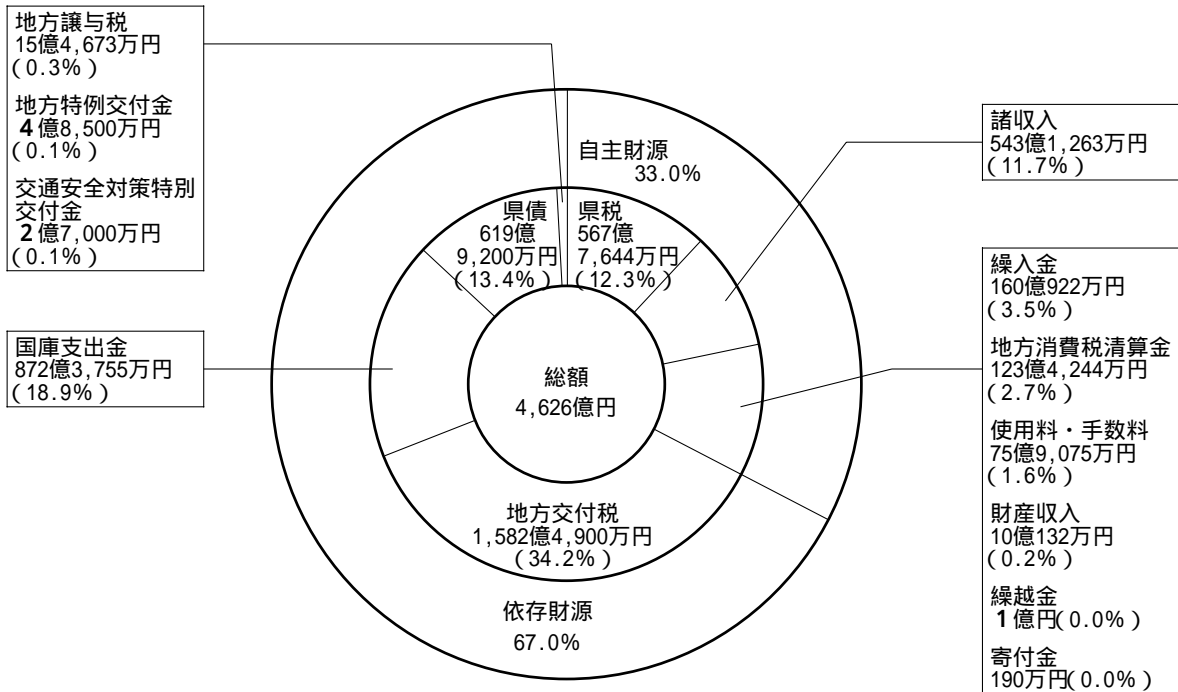 地方譲与税
15億4,673万円
(0.3%)
地方特例交付金
4億8,500万円
(0.1%)
交通安全対策特別
交付金
2億7,000万円
(0.1%)
国庫支出金
872億3,755万円
(18.9%)
自主財源
33.0%
県債
619億
9,200万円
(13.4%)
県税
567億
7,644万円
(12.3%)
総額
4,626億円
地方交付税
1,582億4,900万円
(34.2%)
依存財源
67.0%
諸収入
543億1,263万円
(11.7%)
繰入金
160億922万円
(3.5%)
地方消費税清算金
123億4,244万円
(2.7%)
使用料・手数料
75億9,075万円
(1.6%)
財産収入
10億132万円
(0.2%)
繰越金
1億円(0.0%)
寄付金
190万円(0.0%)